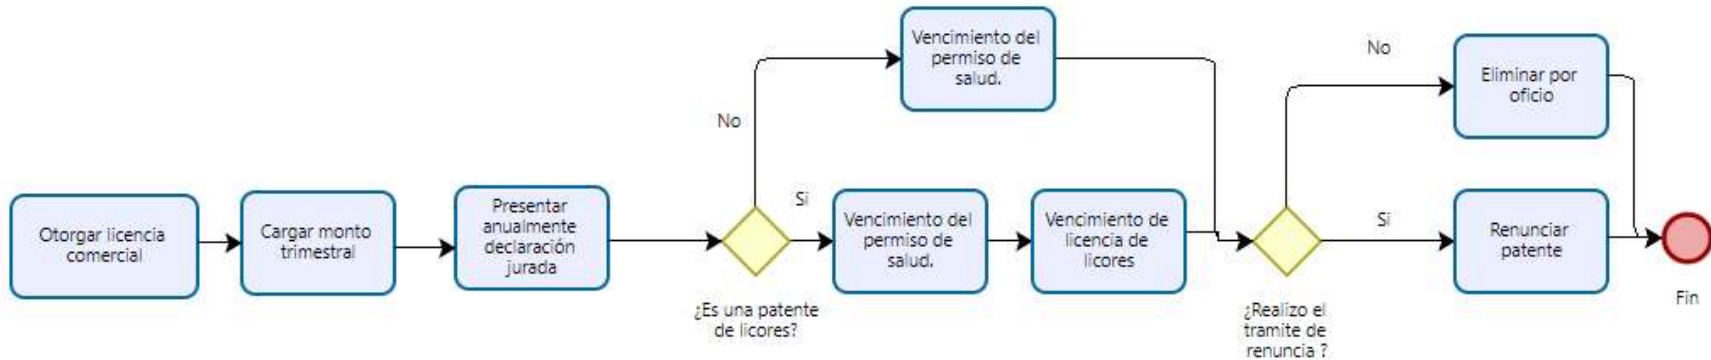 Otorgar licencia
comercial
Cargar monto
trimestral
Presentar
anualmente
declaración
jurada
¿Es una patente
de licores?
No
Vencimiento del
permiso de
salud.
Si
Vencimiento del
permiso de
salud.
Vencimiento de
licencia de
licores
¿Realizo el
tramite de
renuncia ?
No
Eliminar por
oficio
Si
Renunciar
patente
Fin